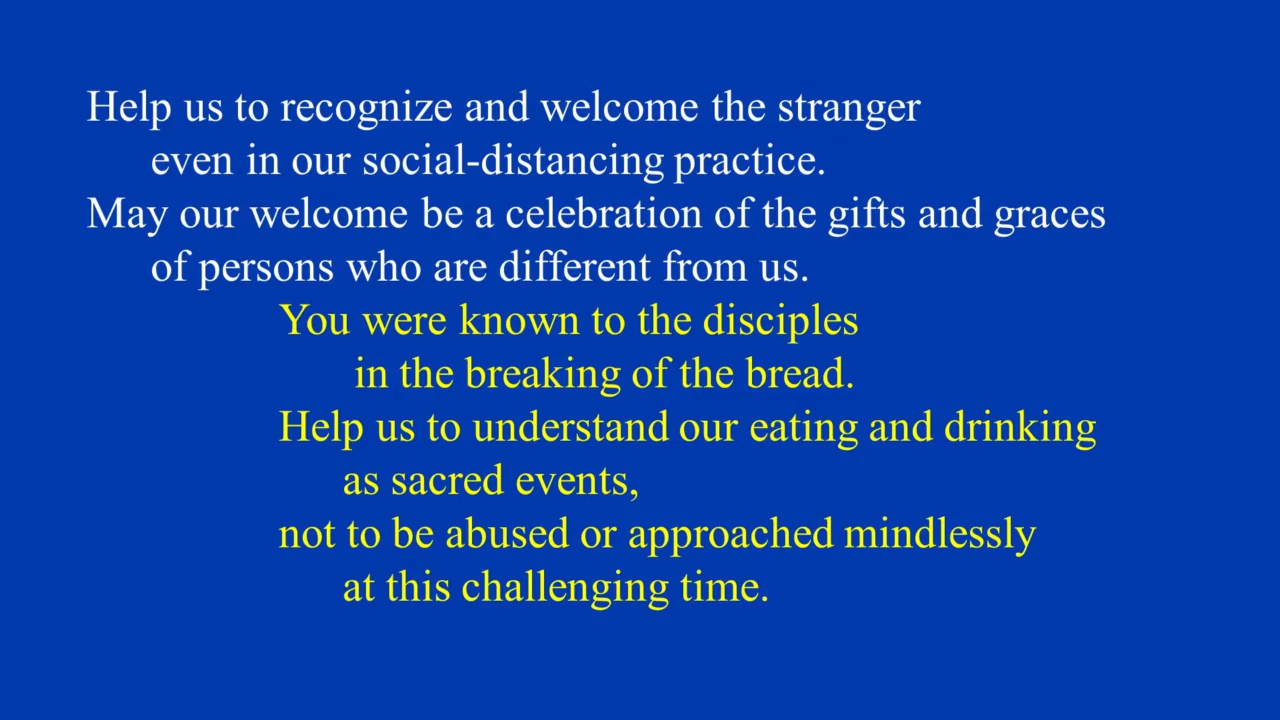 Help us to recognize and welcome the stranger
even in our social-distancing practice.
May our welcome be a celebration of the gifts and graces
of persons who are different from us.
You were known to the disciples
in the breaking of the bread.
Help us to understand our eating and drinking
as sacred events,
not to be abused or approached mindlessly
at this challenging time.